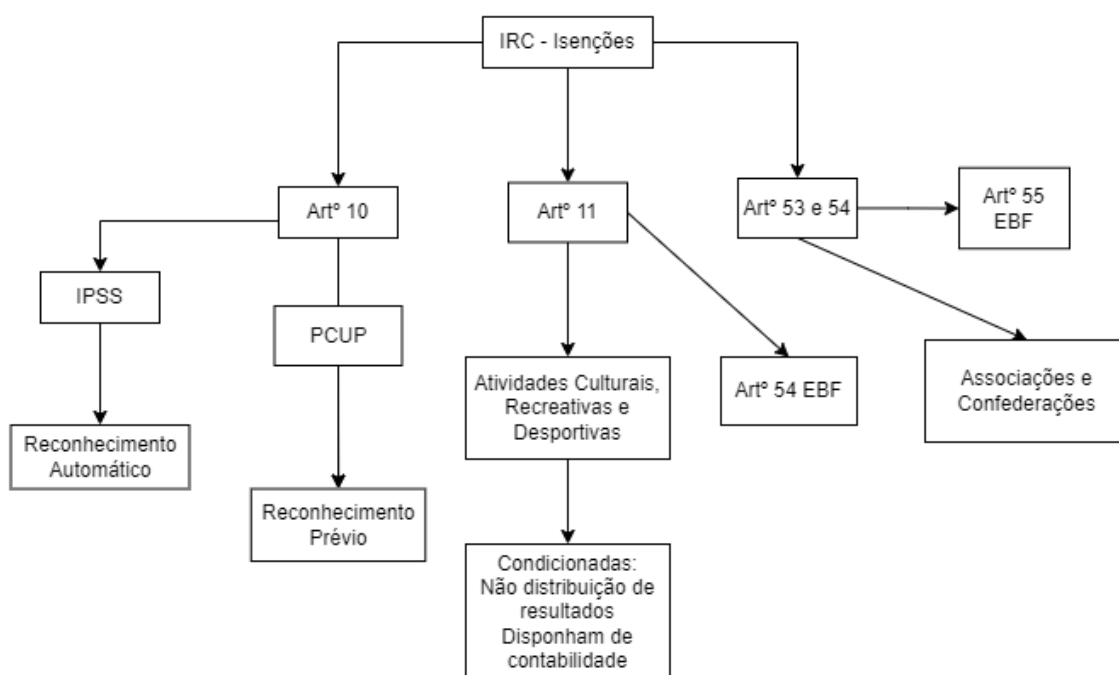 IRC - Isenções
Artº 10
Artº 11
Artº 53 e 54
Artº 55
EBF
IPSS
PCUP
Atividades Culturais,
Recreativas e
Desportivas
Artº 54 EBF
Associações e
Confederações
Reconhecimento
Automático
Reconhecimento
Prévio
Condicionadas:
Não distribuição de
resultados
Disponham de
contabilidade